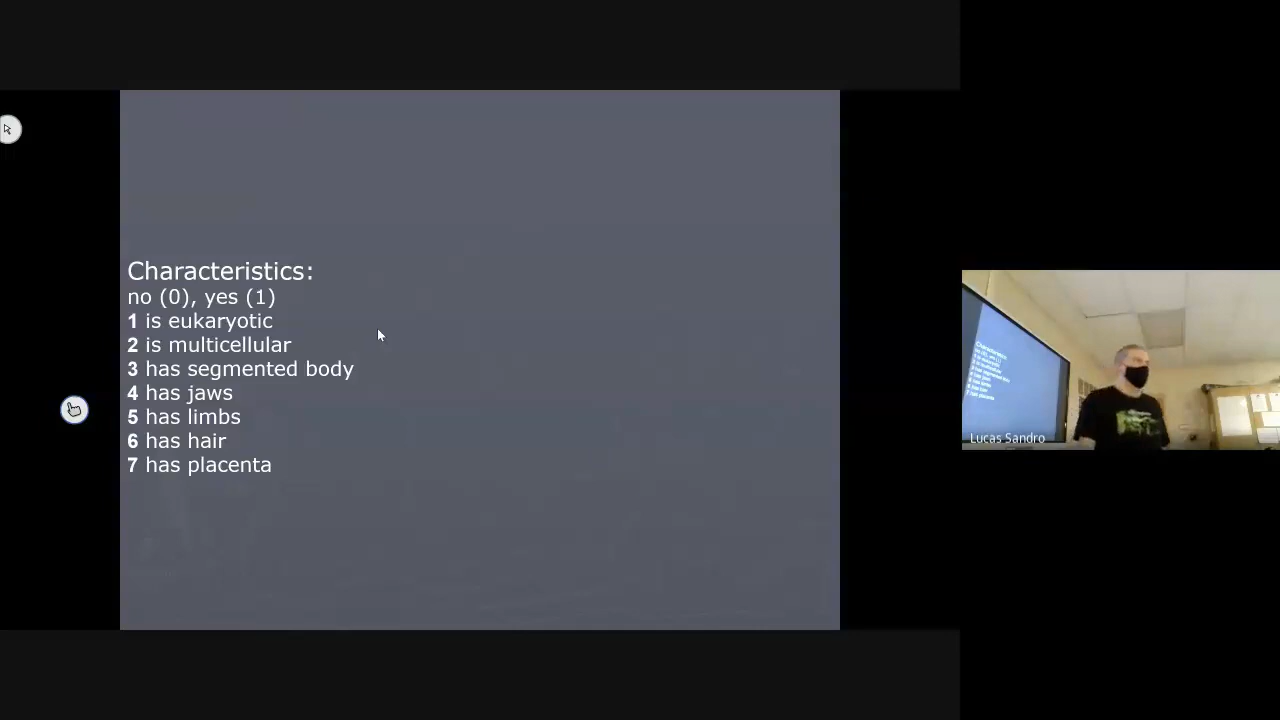 Characteristics:
no (0), yes (1)
1 is eukaryotic
2 is multicellular
3 has segmented body
4 has jaws
5 has limbs
6 has hair
7 has placenta
Lucas Sandro